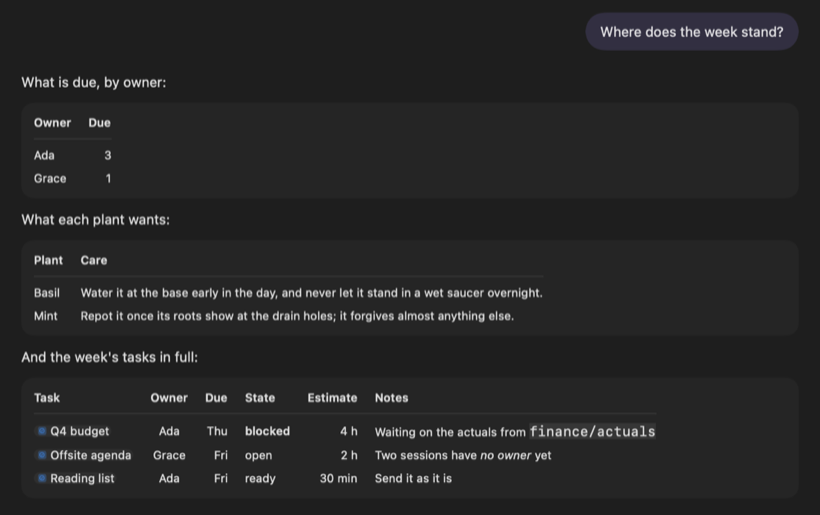 Where does the week stand?
What is due, by owner:
Owner Due
Ada 3
Grace 1
What each plant wants:
Plant Care
Basil Water it at the base early in the day, and never let it stand in a wet saucer overnight.
Mint Repot it once its roots show at the drain holes; it forgives almost anything else.
And the week's tasks in full:
Task Owner Due State Estimate Notes
Q4 budget Ada Thu blocked 4 h Waiting on the actuals from finance/actuals
Offsite agenda Grace Fri open 2 h Two sessions have no owner yet
Reading list Ada Fri ready 30 min Send it as it is